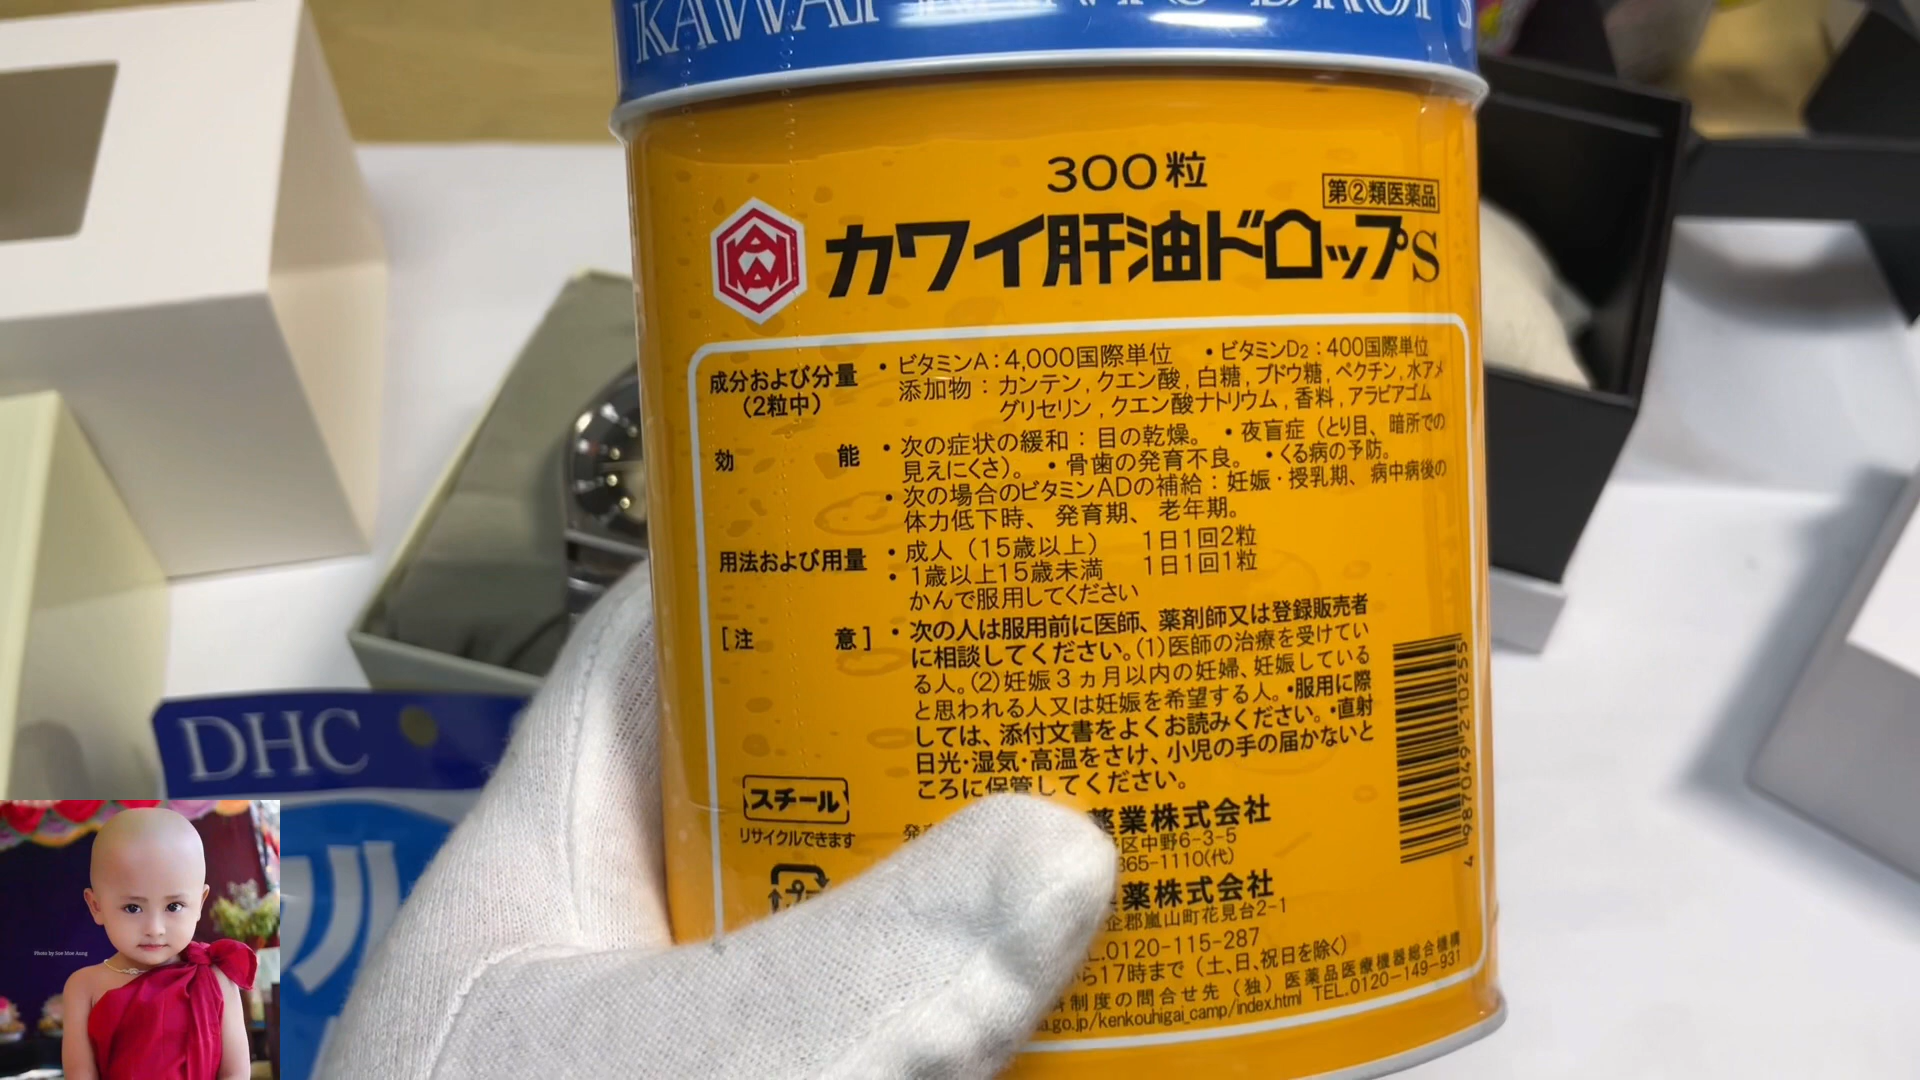 KAWAI
300粒
第②類医薬品
カワイ肝油ドロップS
成分および分量
(2粒中)
・ビタミンA:4,000国際単位 ・ビタミンD2:400国際単位
添加物:カンテン,クエン酸,白糖,ブドウ糖,ペクチン,水アメ
グリセリン,クエン酸ナトリウム,香料,アラビアゴム
効能
・次の症状の緩和:目の乾燥。 ・夜盲症(とり目、暗所での
見えにくさ)。 ・骨歯の発育不良。 ・くる病の予防。
・次の場合のビタミンADの補給:妊娠・授乳期、病中病後の
体力低下時、発育期、老年期。
用法および用量
・成人(15歳以上) 1日1回2粒
・1歳以上15歳未満 1日1回1粒
かんで服用してください
[注意]
・次の人は服用前に医師、薬剤師又は登録販売者
に相談してください。(1)医師の治療を受けてい
る人。(2)妊娠3ヵ月以内の妊婦、妊娠している
と思われる人又は妊娠を希望する人。・服用に際
しては、添付文書をよくお読みください。・直射
日光・湿気・高温をさけ、小児の手の届かないと
ころに保管してください。
スチール
リサイクルできます
プ
薬業株式会社
区中野6-3-5
365-1110(代)
薬株式会社
企郡嵐山町花見台2-1
L.0120-115-287
ら17時まで(土、日、祝日を除く)
制度の問合せ先(独)医薬品医療機器総合機構
a.go.jp/kenkouhigai_camp/index.html TEL.0120-149-931
4 987049 210255
DHC
Photo by Soe Moe Aung